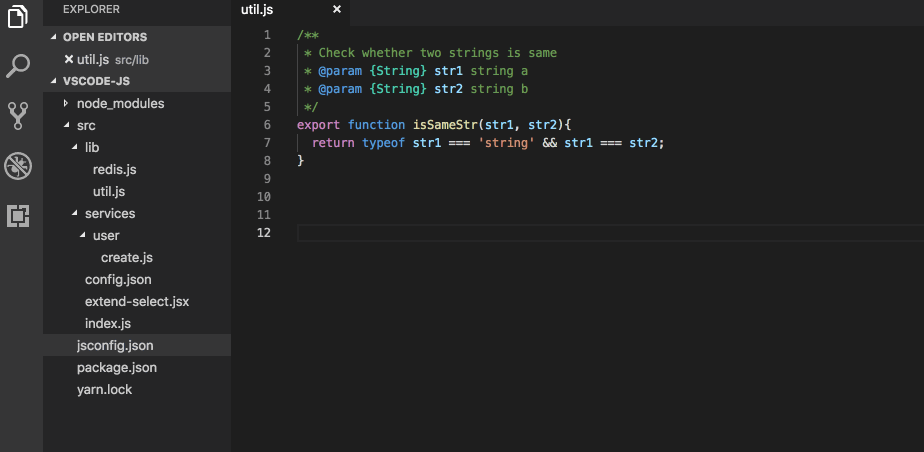 EXPLORER
OPEN EDITORS
util.js src/lib
VSCODE-JS
node_modules
src
lib
redis.js
util.js
services
user
create.js
config.json
extend-select.jsx
index.js
jsconfig.json
package.json
yarn.lock
util.js
1 /**
2 * Check whether two strings is same
3 * @param {String} str1 string a
4 * @param {String} str2 string b
5 */
6 export function isSameStr(str1, str2){
7 return typeof str1 === 'string' && str1 === str2;
8 }
9
10
11
12